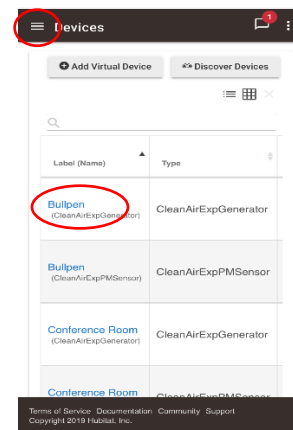 Devices
1
Add Virtual Device
Discover Devices
Label (Name)
Type
Bullpen
(CleanAirExpGenerator)
CleanAirExpGenerator
Bullpen
(CleanAirExpPMSensor)
CleanAirExpPMSensor
Conference Room
(CleanAirExpGenerator)
CleanAirExpGenerator
Conference Room
CleanAirExpPMSensor
Terms of Service Documentation Community Support
Copyright 2019 Hubitat, Inc.